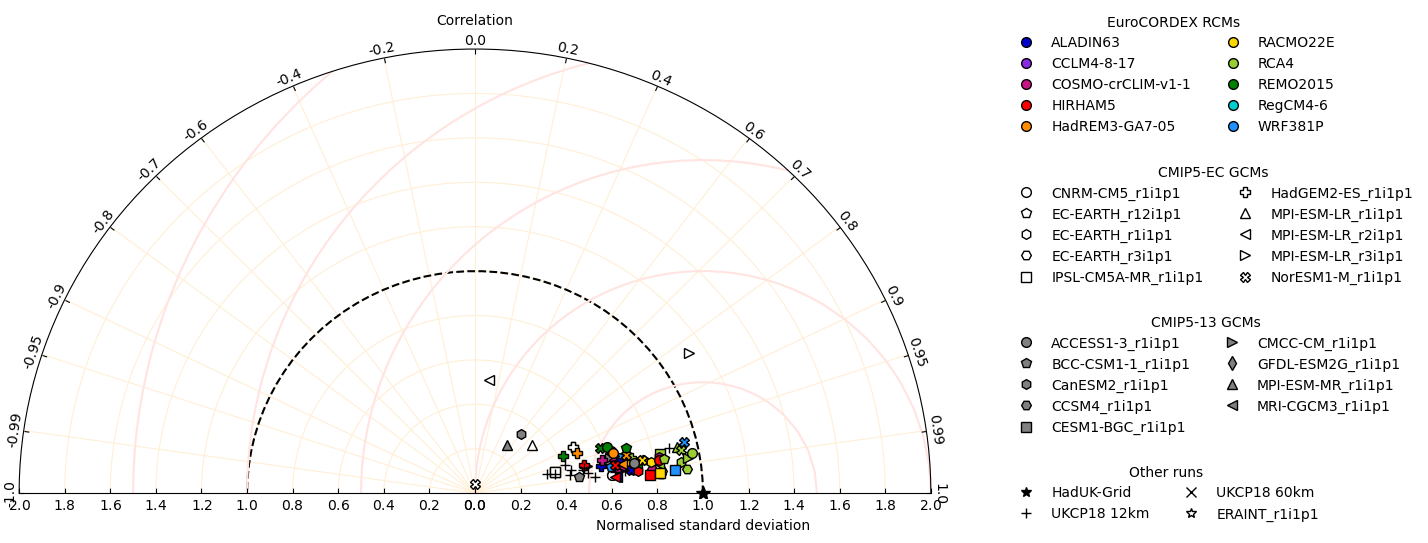 Correlation
-0.2 0.0 0.2
-0.4 0.4
-0.6 0.6
-0.7 0.7
-0.8 0.8
-0.9 0.9
-0.95 0.95
-0.99 0.99
-1.0 1.0
2.0 1.8 1.6 1.4 1.2 1.0 0.8 0.6 0.4 0.2 0.0 0.2 0.4 0.6 0.8 1.0 1.2 1.4 1.6 1.8 2.0
Normalised standard deviation
EuroCORDEX RCMs
ALADIN63 RACMO22E
CCLM4-8-17 RCA4
COSMO-crCLIM-v1-1 REMO2015
HIRHAM5 RegCM4-6
HadREM3-GA7-05 WRF381P
CMIP5-EC GCMs
CNRM-CM5_r1i1p1 HadGEM2-ES_r1i1p1
EC-EARTH_r12i1p1 MPI-ESM-LR_r1i1p1
EC-EARTH_r1i1p1 MPI-ESM-LR_r2i1p1
EC-EARTH_r3i1p1 MPI-ESM-LR_r3i1p1
IPSL-CM5A-MR_r1i1p1 NorESM1-M_r1i1p1
CMIP5-13 GCMs
ACCESS1-3_r1i1p1 CMCC-CM_r1i1p1
BCC-CSM1-1_r1i1p1 GFDL-ESM2G_r1i1p1
CanESM2_r1i1p1 MPI-ESM-MR_r1i1p1
CCSM4_r1i1p1 MRI-CGCM3_r1i1p1
CESM1-BGC_r1i1p1
Other runs
HadUK-Grid UKCP18 60km
UKCP18 12km ERAINT_r1i1p1